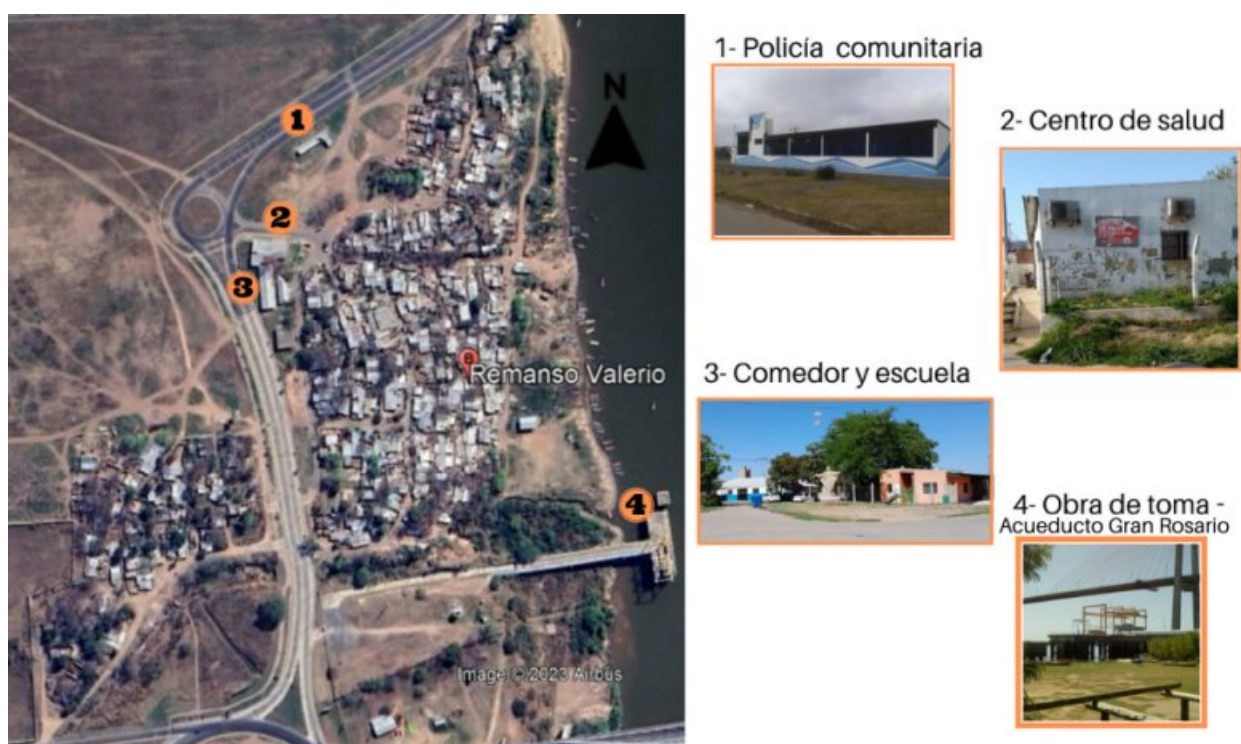 1
N
2
3
Remanso Valerio
4
Image © 2023 Airbus
1- Policía comunitaria
2- Centro de salud
3- Comedor y escuela
4- Obra de toma -
Acueducto Gran Rosario